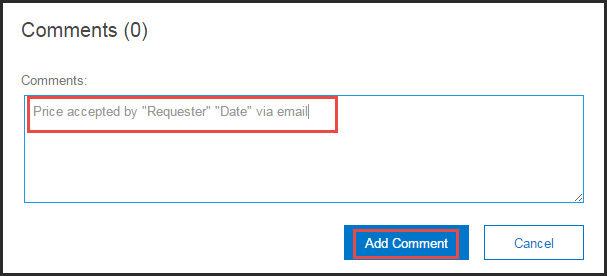 Comments (0)
Comments:
Price accepted by "Requester" "Date" via email
Add Comment
Cancel